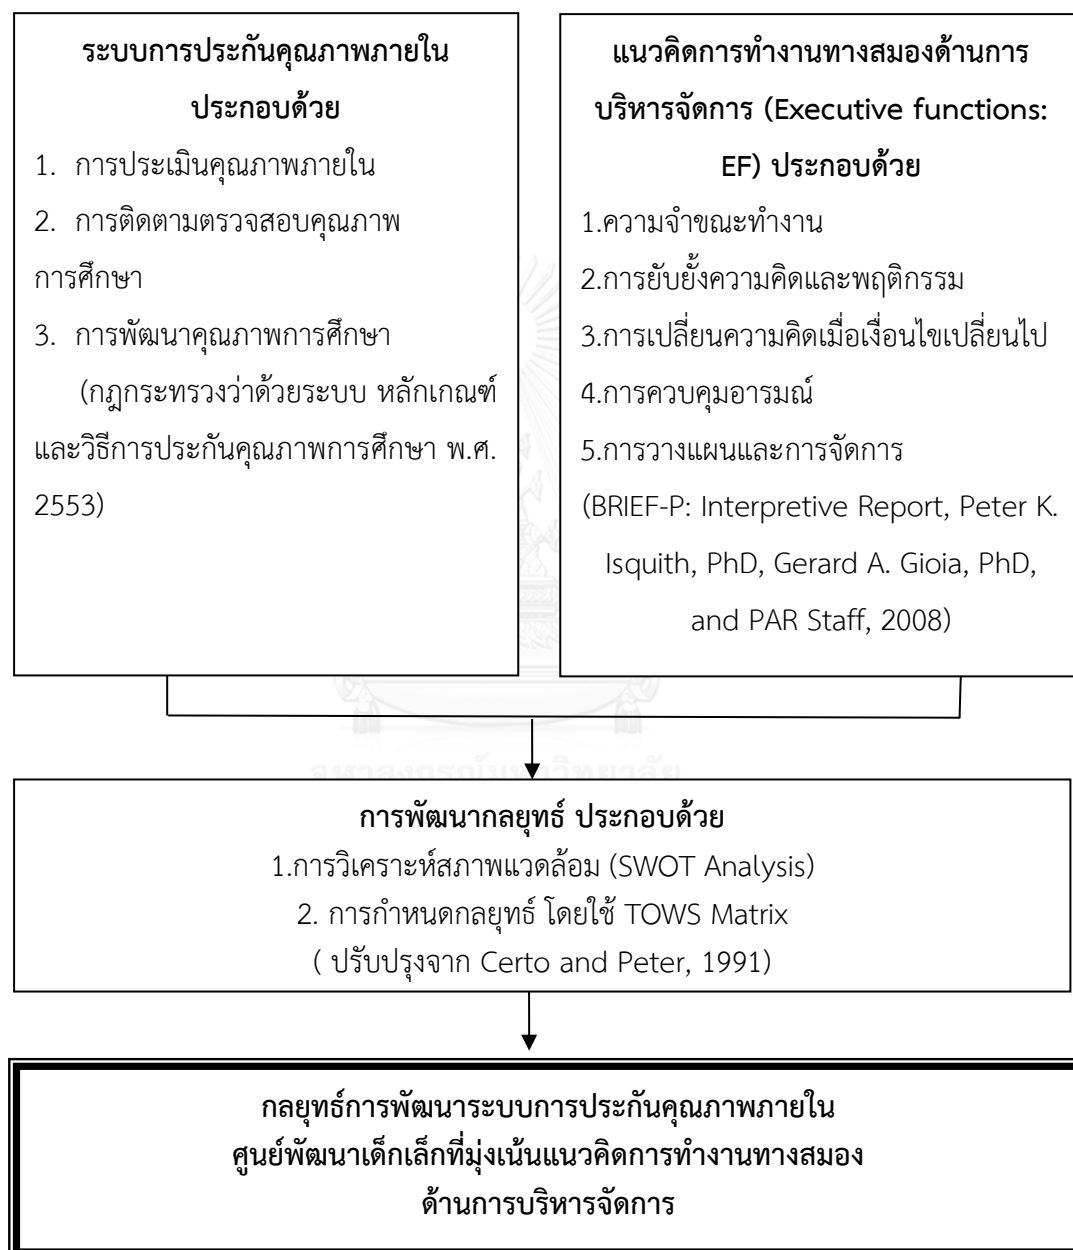 ระบบการประกันคุณภาพภายใน
ประกอบด้วย
1. การประเมินคุณภาพภายใน
2. การติดตามตรวจสอบคุณภาพ
การศึกษา
3. การพัฒนาคุณภาพการศึกษา
(กฎกระทรวงว่าด้วยระบบ หลักเกณฑ์
และวิธีการประกันคุณภาพการศึกษา พ.ศ.
2553)
แนวคิดการทำงานทางสมองด้านการ
บริหารจัดการ (Executive functions:
EF) ประกอบด้วย
1.ความจำขณะทำงาน
2.การยับยั้งความคิดและพฤติกรรม
3.การเปลี่ยนความคิดเมื่อเงื่อนไขเปลี่ยนไป
4.การควบคุมอารมณ์
5.การวางแผนและการจัดการ
(BRIEF-P: Interpretive Report, Peter K.
Isquith, PhD, Gerard A. Gioia, PhD,
and PAR Staff, 2008)
จุฬาลงกรณ์มหาวิทยาลัย
การพัฒนากลยุทธ์ ประกอบด้วย
1.การวิเคราะห์สภาพแวดล้อม (SWOT Analysis)
2. การกำหนดกลยุทธ์ โดยใช้ TOWS Matrix
( ปรับปรุงจาก Certo and Peter, 1991)
กลยุทธ์การพัฒนาระบบการประกันคุณภาพภายใน
ศูนย์พัฒนาเด็กเล็กที่มุ่งเน้นแนวคิดการทำงานทางสมอง
ด้านการบริหารจัดการ